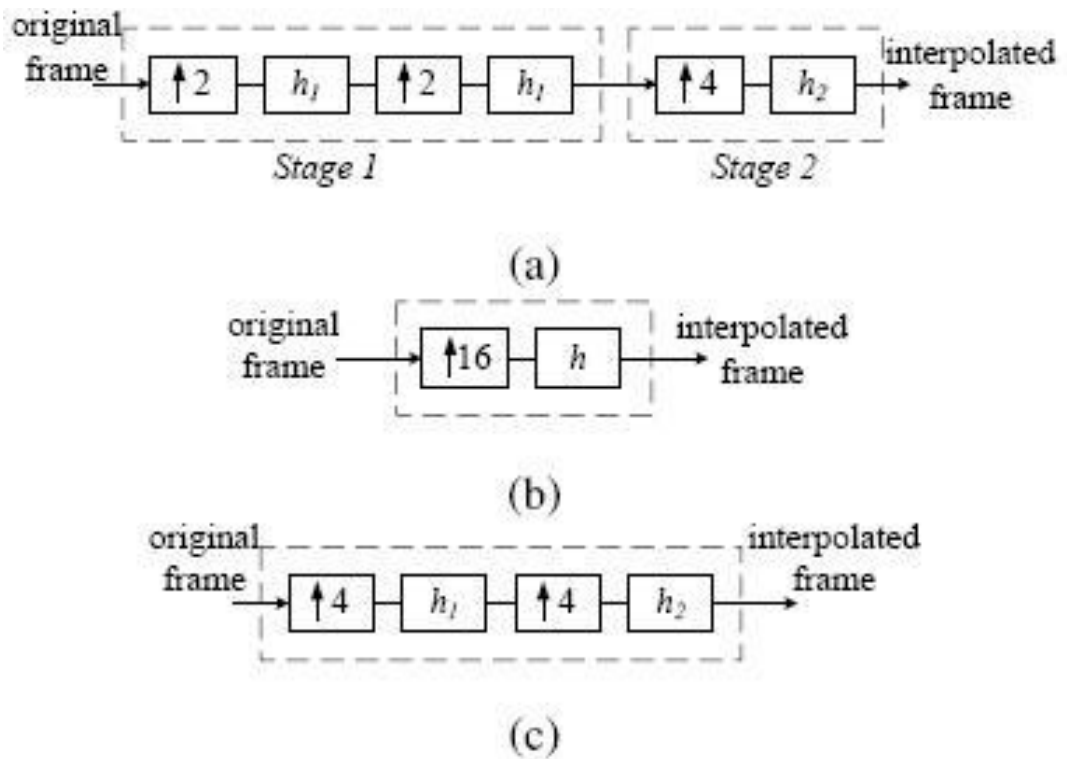 original
frame
↑2 h1 ↑2 h1 ↑4 h2
interpolated
frame
Stage 1 Stage 2
(a)
original
frame
↑16 h
interpolated
frame
(b)
original
frame
↑4 h1 ↑4 h2
interpolated
frame
(c)